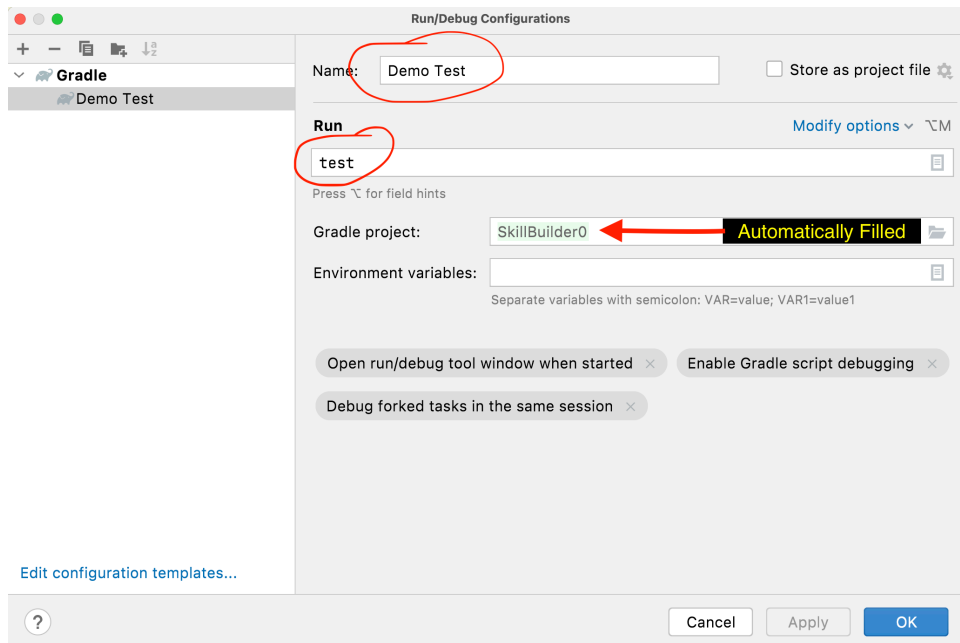 Run/Debug Configurations
Gradle
Demo Test
Name: Demo Test
Store as project file
Run
Modify options ⌥M
test
Press ⌥ for field hints
Gradle project: SkillBuilder0 Automatically Filled
Environment variables:
Separate variables with semicolon: VAR=value; VAR1=value1
Open run/debug tool window when started
Enable Gradle script debugging
Debug forked tasks in the same session
Edit configuration templates...
?
Cancel
Apply
OK